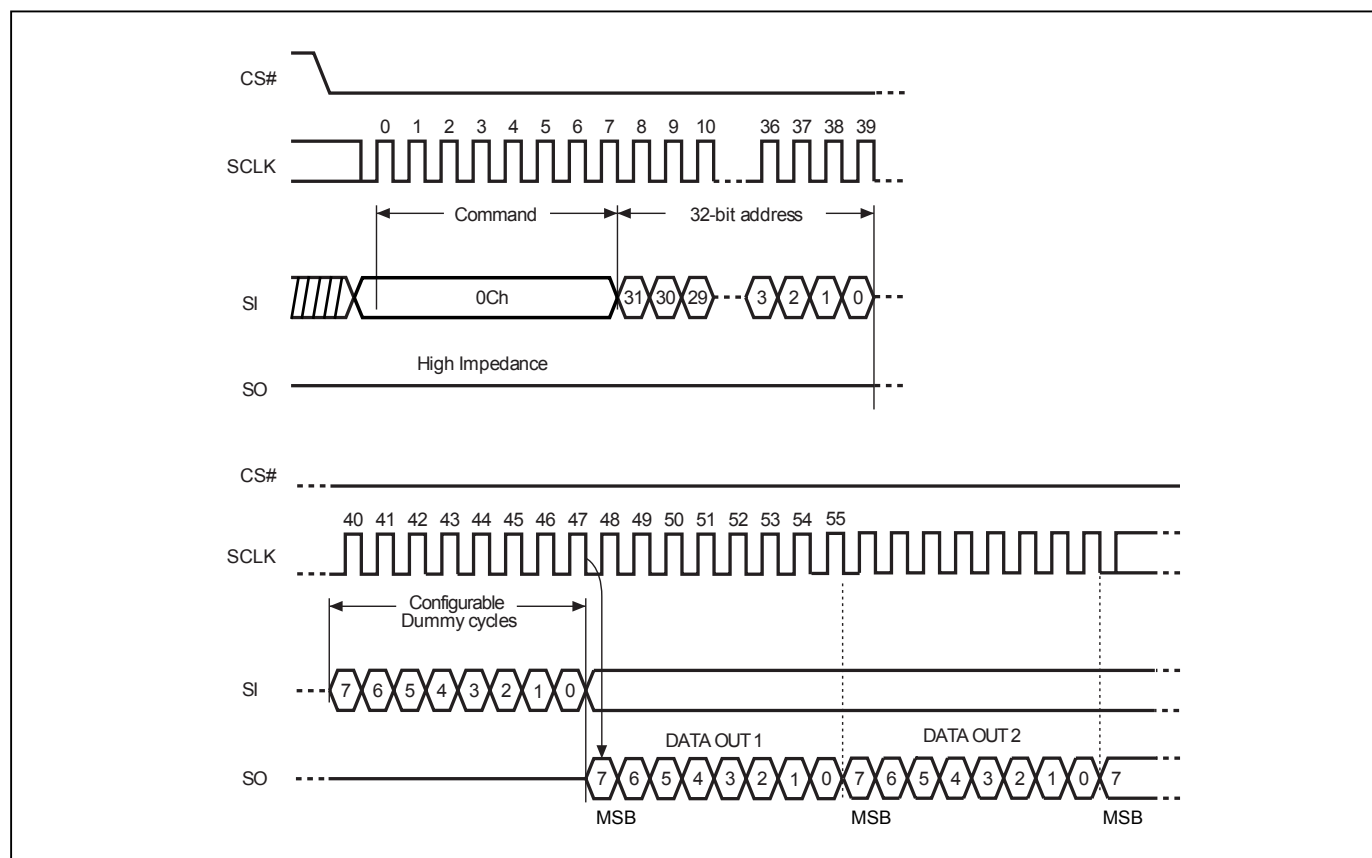 CS#
0 1 2 3 4 5 6 7 8 9 10 36 37 38 39
SCLK
Command 32-bit address
SI 0Ch 31 30 29 3 2 1 0
High Impedance
SO
CS#
40 41 42 43 44 45 46 47 48 49 50 51 52 53 54 55
SCLK
Configurable
Dummy cycles
SI 7 6 5 4 3 2 1 0
DATA OUT 1 DATA OUT 2
SO 7 6 5 4 3 2 1 0 7 6 5 4 3 2 1 0 7
MSB MSB MSB